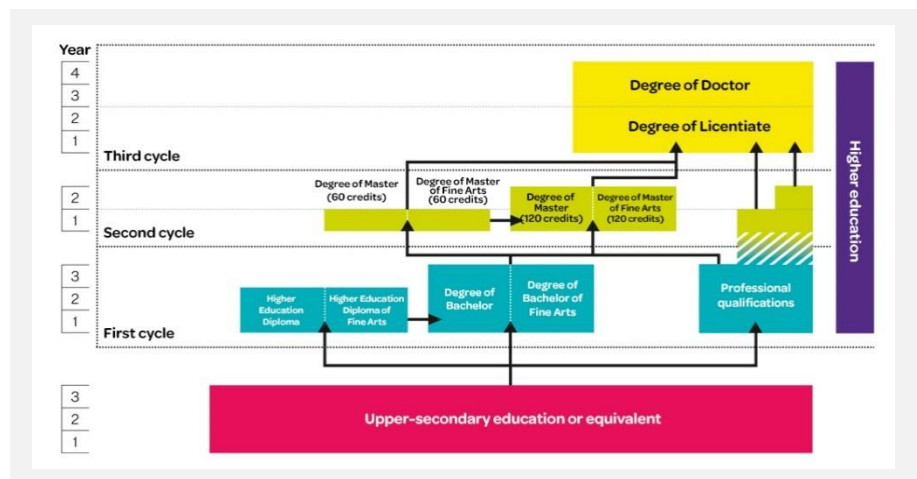 Year
4
3
2
1
Degree of Doctor
Degree of Licentiate
Third cycle
2
1
Degree of Master
(60 credits)
Degree of Master
of Fine Arts
(60 credits)
Degree of
Master
(120 credits)
Degree of Master
of Fine Arts
(120 credits)
Second cycle
3
2
1
Higher
Education
Diploma
Higher Education
Diploma of
Fine Arts
Degree of
Bachelor
Degree of
Bachelor of
Fine Arts
Professional
qualifications
First cycle
3
2
1
Upper-secondary education or equivalent
Higher education